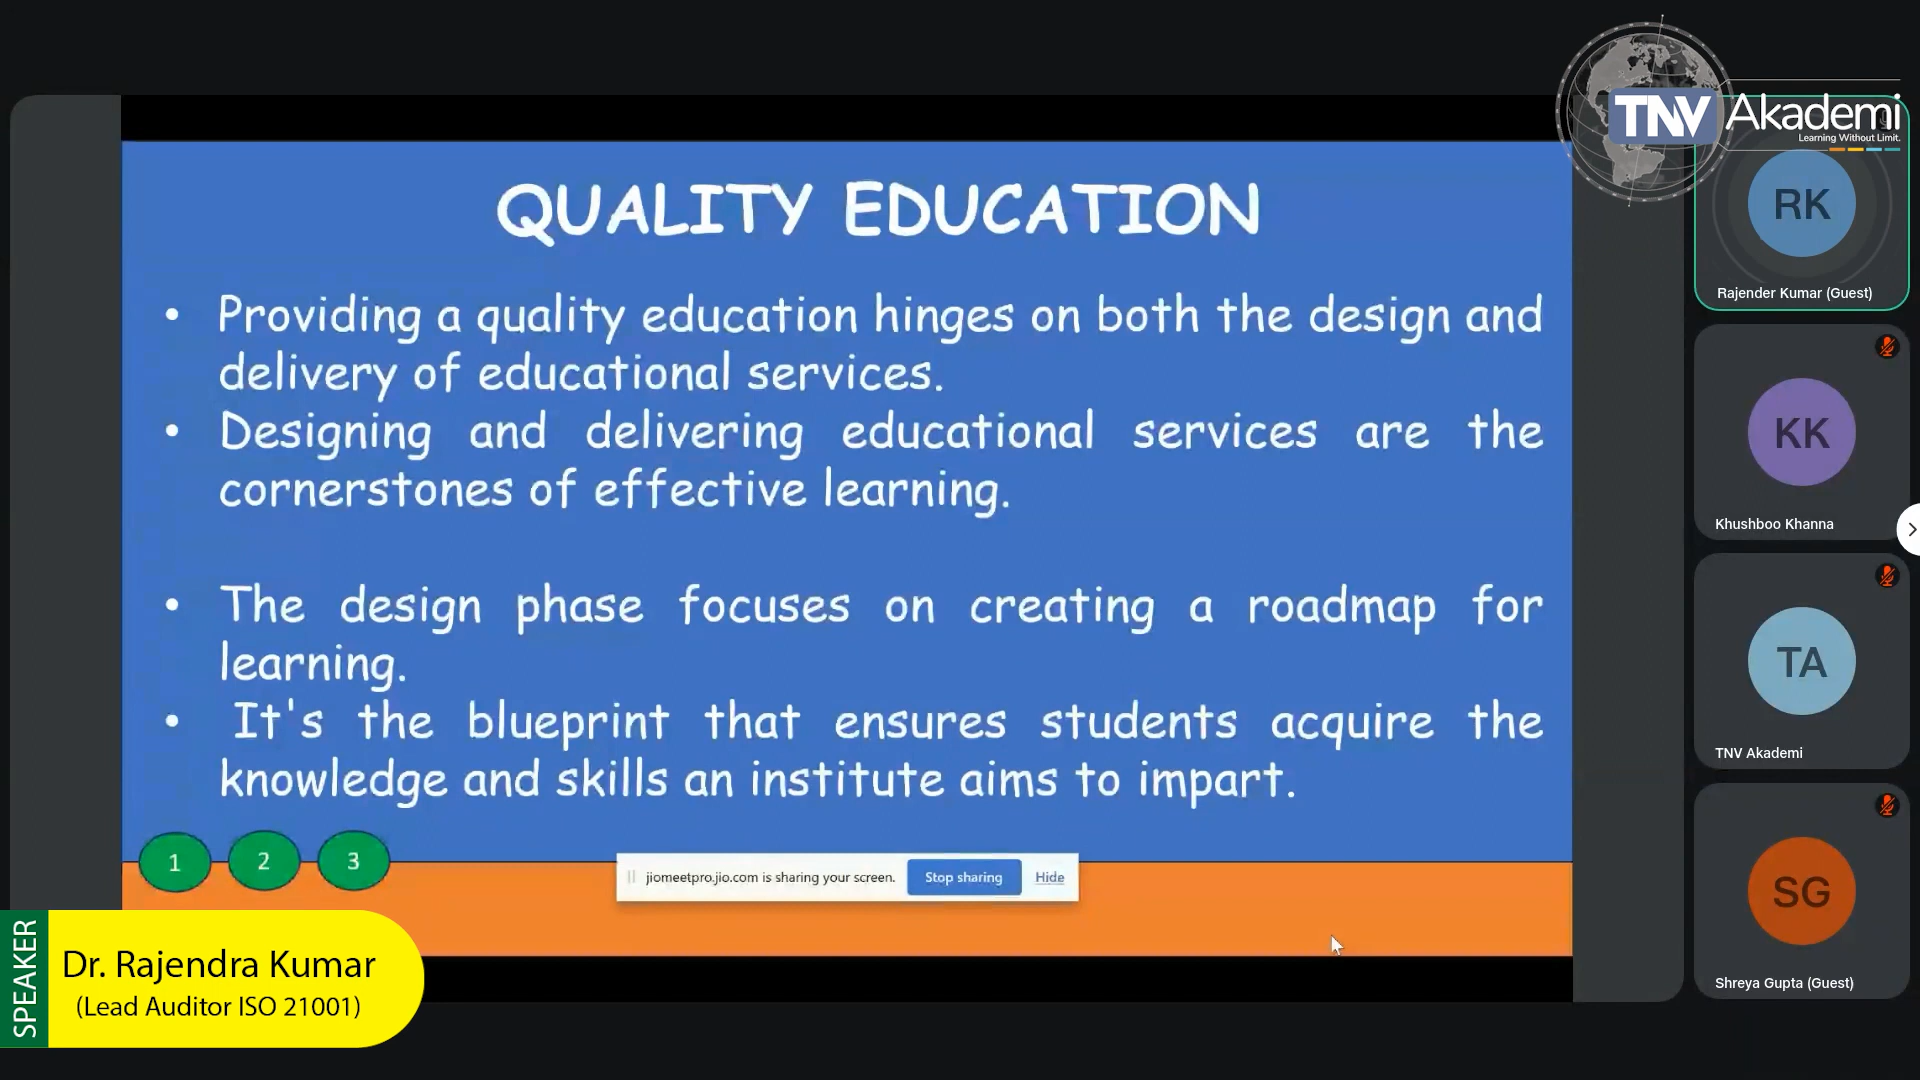 TNV Akademi
Learning Without Limit.
QUALITY EDUCATION
• Providing a quality education hinges on both the design and
delivery of educational services.
• Designing and delivering educational services are the
cornerstones of effective learning.
• The design phase focuses on creating a roadmap for
learning.
• It's the blueprint that ensures students acquire the
knowledge and skills an institute aims to impart.
1 2 3
jiomeetpro.jio.com is sharing your screen. Stop sharing Hide
SPEAKER
Dr. Rajendra Kumar
(Lead Auditor ISO 21001)
RK
Rajender Kumar (Guest)
KK
Khushboo Khanna
TA
TNV Akademi
SG
Shreya Gupta (Guest)